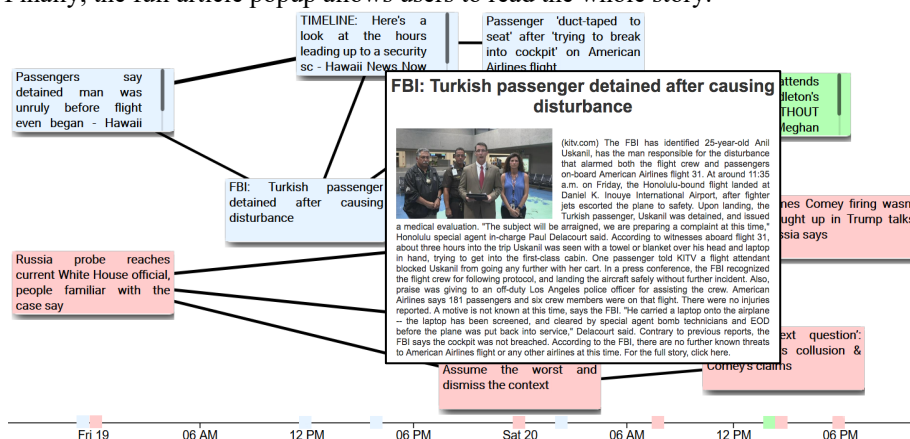 Finally, the full article popup allows users to read the whole story.
TIMELINE: Here's a
look at the hours
leading up to a security
sc - Hawaii News Now
Passenger 'duct-taped to
seat' after 'trying to break
into cockpit' on American
Airlines flight
Passengers say
detained man was
unruly before flight
even began - Hawaii
FBI: Turkish passenger
detained after causing
disturbance
Russia probe reaches
current White House official,
people familiar with the
case say
FBI: Turkish passenger detained after causing
disturbance
(kitv.com) The FBI has identified 25-year-old Anil
Uskanil, has the man responsible for the disturbance
that alarmed both the flight crew and passengers
on-board American Airlines flight 31. At around 11:35
a.m. on Friday, the Honolulu-bound flight landed at
Daniel K. Inouye International Airport, after fighter
jets escorted the plane to safety. Upon landing, the
Turkish passenger, Uskanil was detained, and issued
a medical evaluation. "The subject will be arraigned, we are preparing a complaint at this time,"
Honolulu special agent in-charge Paul Delacourt said. According to witnesses aboard flight 31,
about three hours into the trip Uskanil was seen with a towel or blanket over his head and laptop
in hand, trying to get into the first-class cabin. One passenger told KITV a flight attendant
blocked Uskanil from going any further with her cart. In a press conference, the FBI recognized
the flight crew for following protocol, and landing the aircraft safely without further incident. Also,
praise was giving to an off-duty Los Angeles police officer for assisting the crew. American
Airlines says 181 passengers and six crew members were on that flight. There were no injuries
reported. A motive is not known at this time, says the FBI. "He carried a laptop onto the airplane
-- the laptop has been screened, and cleared by special agent bomb technicians and EOD
before the plane was put back into service," Delacourt said. Contrary to previous reports, the
FBI says the cockpit was not breached. According to the FBI, there are no further known threats
to American Airlines flight or any other airlines at this time. For the full story, click here.
attends
dleton's
THOUT
Meghan
mes Comey firing wasn
ught up in Trump talks
ssia says
ext question':
s collusion &
Comey's claims
Assume the worst and
dismiss the context
Fri 19 06 AM 12 PM 06 PM Sat 20 06 AM 12 PM 06 PM